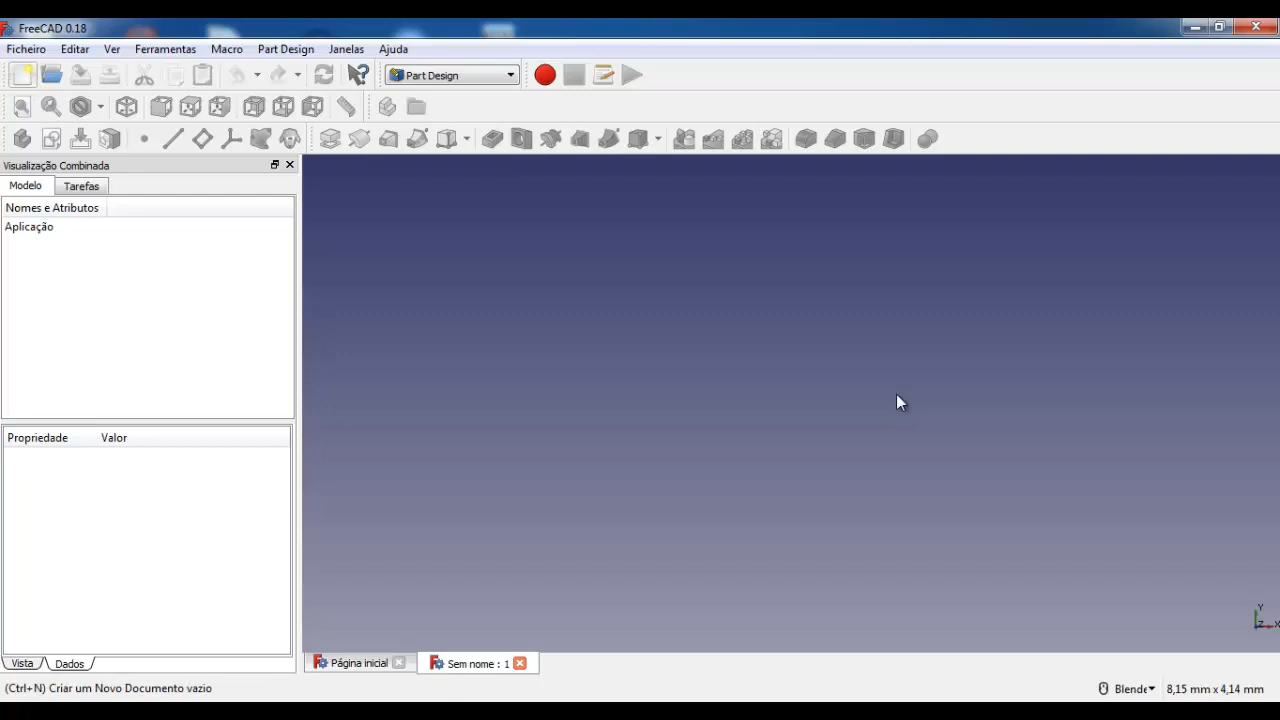 FreeCAD 0.18
Ficheiro Editar Ver Ferramentas Macro Part Design Janelas Ajuda
Part Design
Visualização Combinada
Modelo Tarefas
Nomes e Atributos
Aplicação
Propriedade Valor
Y
Z X
Vista Dados
Página inicial Sem nome : 1
(Ctrl+N) Criar um Novo Documento vazio
Blende 8,15 mm x 4,14 mm